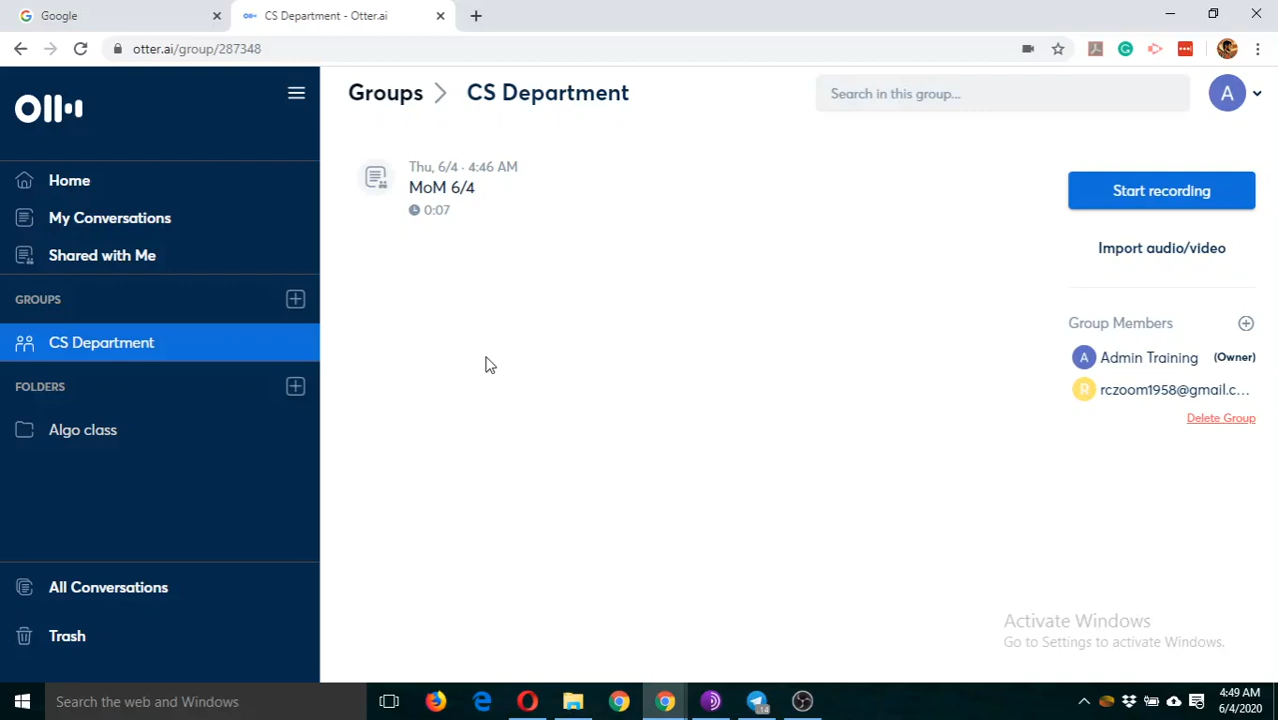 Google
CS Department - Otter.ai
otter.ai/group/287348
Groups
CS Department
Search in this group...
A
Home
My Conversations
Shared with Me
GROUPS
CS Department
FOLDERS
Algo class
All Conversations
Trash
Thu, 6/4 · 4:46 AM
MoM 6/4
0:07
Start recording
Import audio/video
Group Members
A Admin Training (Owner)
R rczoom1958@gmail.c...
Delete Group
Activate Windows
Go to Settings to activate Windows.
Search the web and Windows
4:49 AM
6/4/2020